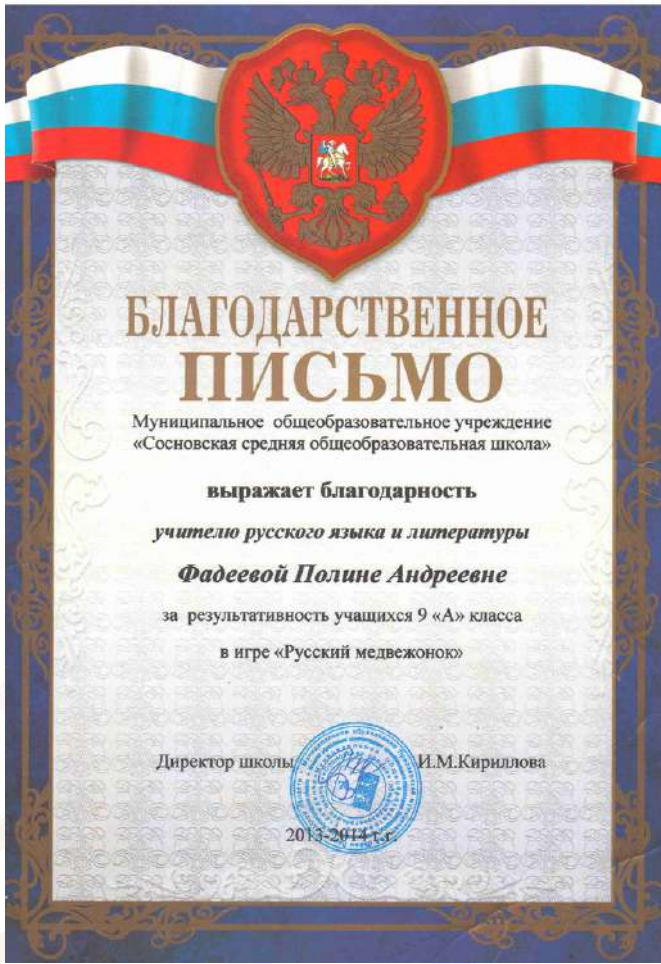 БЛАГОДАРСТВЕННОЕ
ПИСЬМО
Муниципальное общеобразовательное учреждение
«Сосновская средняя общеобразовательная школа»
выражает благодарность
учителю русского языка и литературы
Фадеевой Полине Андреевне
за результативность учащихся 9 «А» класса
в игре «Русский медвежонок»
Директор школы И.М.Кириллова
2013-2014 г.г.